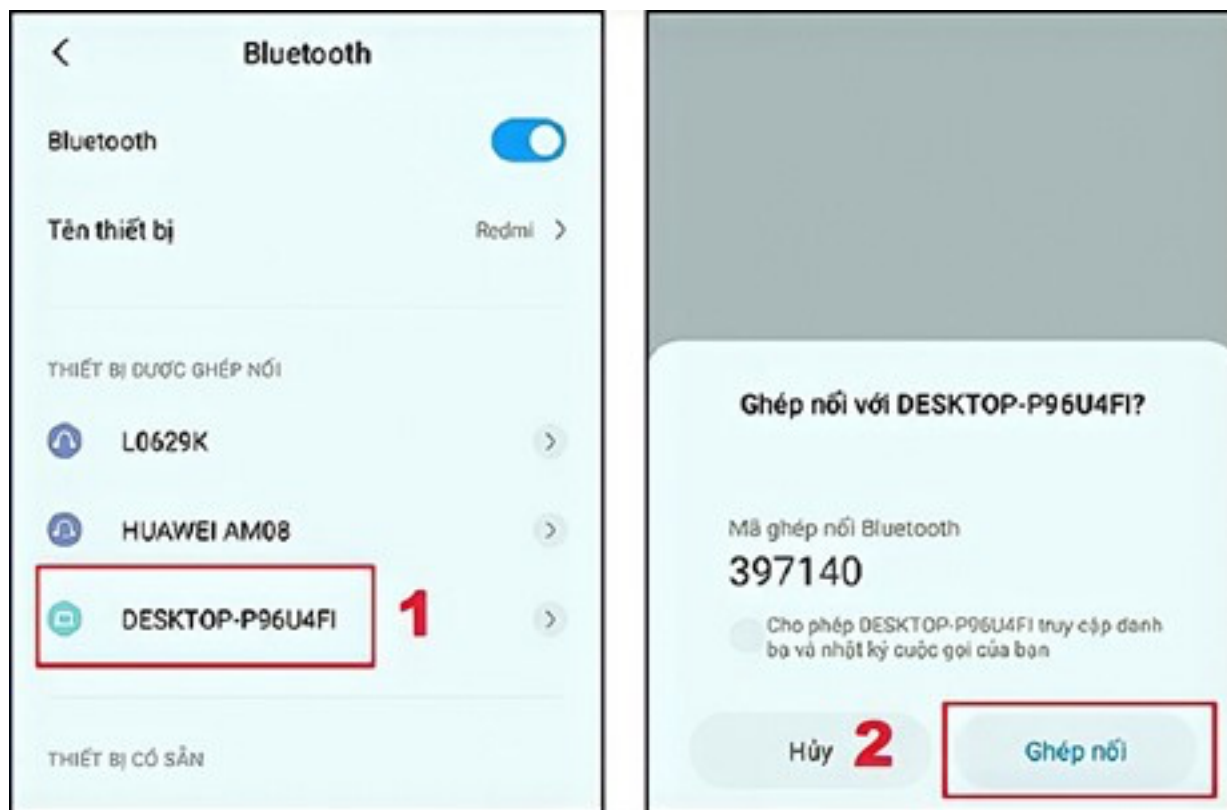 Bluetooth
Bluetooth
Tên thiết bị
Redmi
THIẾT BỊ ĐƯỢC GHÉP NỐI
L0629K
HUAWEI AM08
DESKTOP-P96U4FI
1
THIẾT BỊ CÓ SẴN
Ghép nối với DESKTOP-P96U4FI?
Mã ghép nối Bluetooth
397140
Cho phép DESKTOP-P96U4FI truy cập danh
bạ và nhật ký cuộc gọi của bạn
Hủy
2
Ghép nối